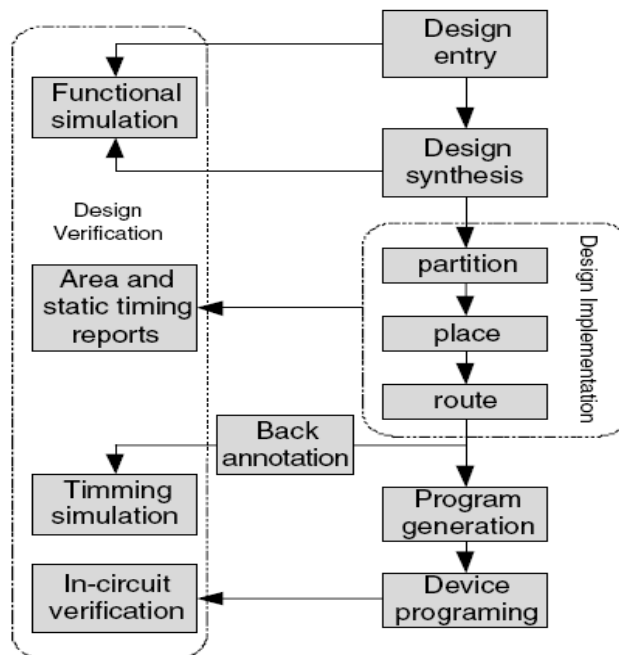 Design
entry
Functional
simulation
Design
synthesis
Design
Verification
partition
Area and
static timing
reports
place
route
Design Implementation
Back
annotation
Timming
simulation
Program
generation
In-circuit
verification
Device
programing